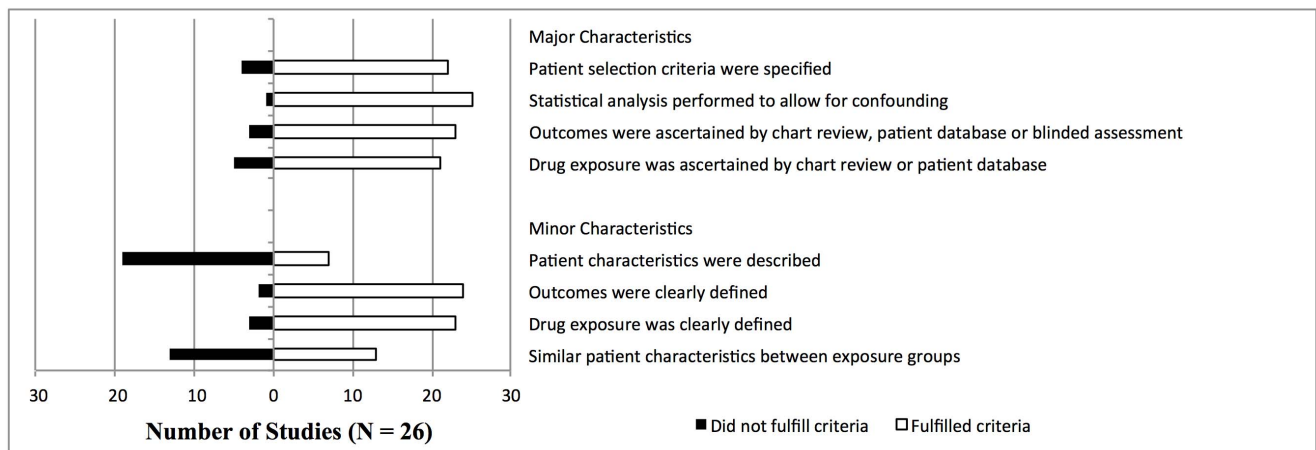 Major Characteristics
Patient selection criteria were specified
Statistical analysis performed to allow for confounding
Outcomes were ascertained by chart review, patient database or blinded assessment
Drug exposure was ascertained by chart review or patient database
Minor Characteristics
Patient characteristics were described
Outcomes were clearly defined
Drug exposure was clearly defined
Similar patient characteristics between exposure groups
30 20 10 0 10 20 30
Number of Studies (N = 26)
Did not fulfill criteria Fulfilled criteria